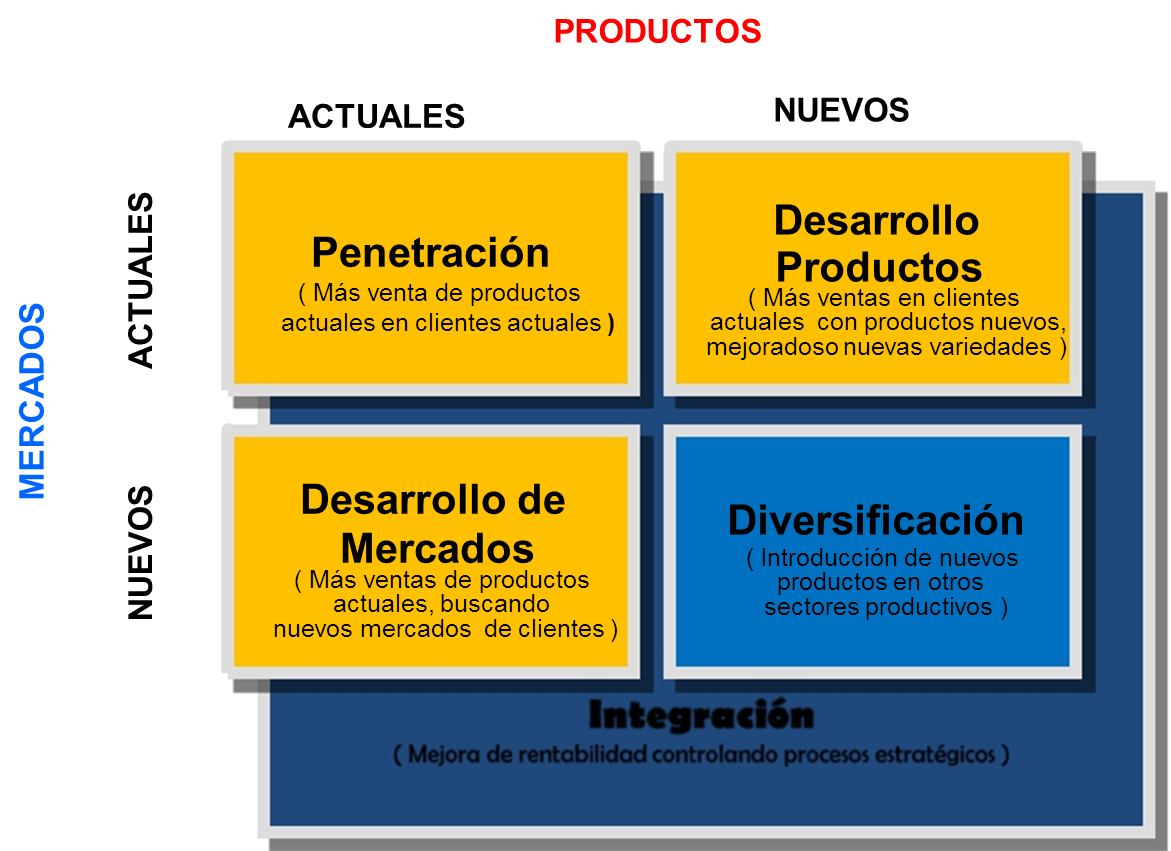 PRODUCTOS
ACTUALES
NUEVOS
MERCADOS
ACTUALES
Penetración
( Más venta de productos
actuales en clientes actuales )
Desarrollo
Productos
( Más ventas en clientes
actuales con productos nuevos,
mejoradoso nuevas variedades )
NUEVOS
Desarrollo de
Mercados
( Más ventas de productos
actuales, buscando
nuevos mercados de clientes )
Diversificación
( Introducción de nuevos
productos en otros
sectores productivos )
Integración
( Mejora de rentabilidad controlando procesos estratégicos )